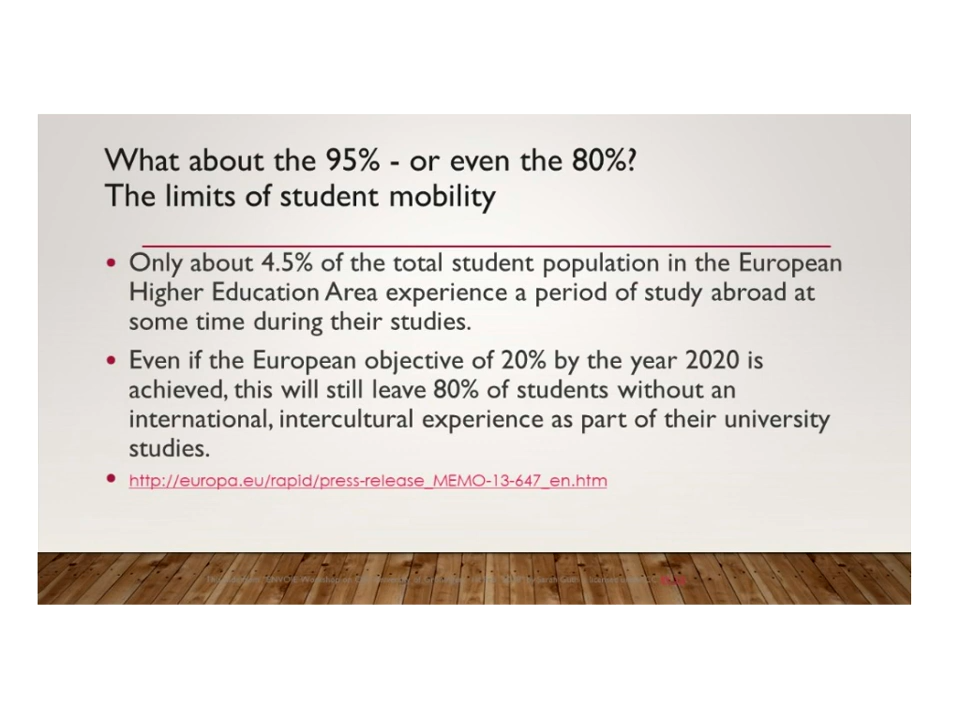 What about the 95% - or even the 80%?
The limits of student mobility
• Only about 4.5% of the total student population in the European
Higher Education Area experience a period of study abroad at
some time during their studies.
• Even if the European objective of 20% by the year 2020 is
achieved, this will still leave 80% of students without an
international, intercultural experience as part of their university
studies.
• http://europa.eu/rapid/press-release_MEMO-13-647_en.htm